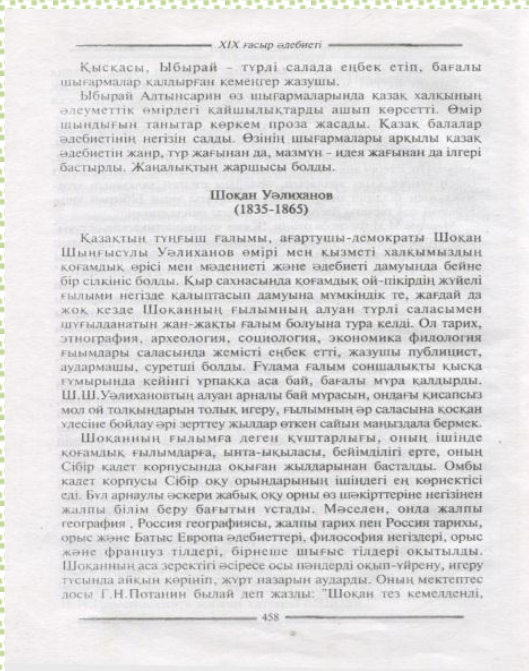 XIX ғасыр әдебиеті
Қысқасы, Ыбырай - түрлі салада еңбек етіп, бағалы
шығармалар қалдырған кемеңгер жазушы.
Ыбырай Алтынсарин өз шығармаларында қазақ халқының
әлеуметтік өмірдегі қайшылықтарды ашып көрсетті. Өмір
шындығын танытар көркем проза жасады. Қазақ балалар
әдебиетінің негізін салды. Өзінің шығармалары арқылы қазақ
әдебиетін жанр, түр жағынан да, мазмұн - идея жағынан да ілгері
бастырды. Жаңалықтың жаршысы болды.
Шоқан Уәлиханов
(1835-1865)
Қазақтың тұңғыш ғалымы, ағартушы-демократы Шоқан
Шыңғысұлы Уәлиханов өмірі мен қызметі халқымыздың
қоғамдық өрісі мен мәдениеті және әдебиеті дамуында бейне
бір сілкініс болды. Қыр сахнасында қоғамдық ой-пікірдің жүйелі
ғылыми негізде қалыптасып дамуына мүмкіндік те, жағдай да
жоқ кезде Шоқанның ғылымның алуан түрлі саласымен
шұғылданатын жан-жақты ғалым болуына тура келді. Ол тарих,
этнография, археология, социология, экономика филология
ғыымдары саласында жемісті еңбек етті, жазушы публицист,
аудармашы, суретші болды. Ғұлама ғалым соншалықты қысқа
ғұмырында кейінгі ұрпаққа аса бай, бағалы мұра қалдырды.
Ш.Ш.Уәлихановтың алуан арналы бай мұрасын, ондағы қисапсыз
мол ой толқындарын толық игеру, ғылымның әр саласына қосқан
үлесіне бойлау әрі зерттеу жылдар өткен сайын маңыздала бермек.
Шоқанның ғылымға деген құштарлығы, оның ішінде
қоғамдық ғылымдарға, ынта-ықыласы, бейімділігі ерте, оның
Сібір кадет корпусында оқыған жылдарынан басталды. Омбы
кадет корпусы Сібір оқу орындарының ішіндегі ең көрнектісі
еді. Бұл арнаулы әскери жабық оқу орны өз шәкірттеріне негізінен
жалпы білім беру бағытын ұстады. Мәселен, онда жалпы
география , Россия географиясы, жалпы тарих пен Россия тарихы,
орыс және Батыс Европа әдебиеттері, философия негіздері, орыс
және француз тілдері, бірнеше шығыс тілдері оқытылды.
Шоқанның аса зеректігі әсіресе осы пәндерді оқып-үйрену, игеру
тұсында айқын көрініп, жұрт назарын аударды. Оның мектептес
досы Г.Н.Потанин былай деп жазды: "Шоқан тез кемелденді,
458